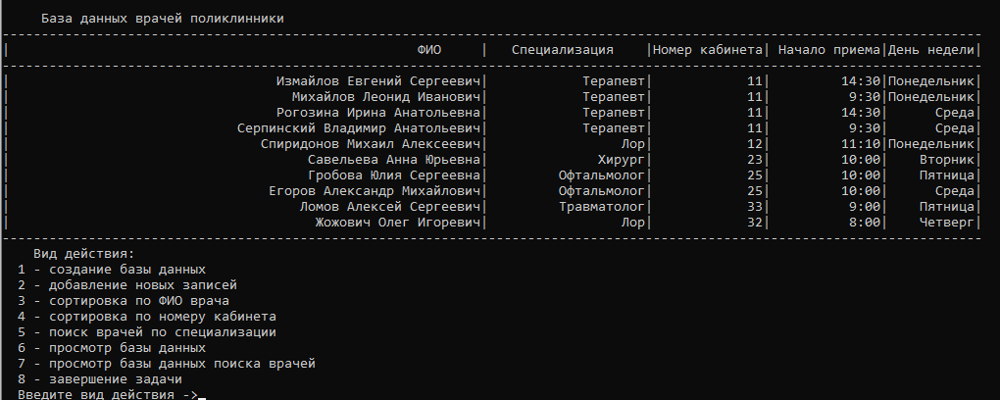 База данных врачей поликлинники
--------------------------------------------------------------------------------------------------------------------------
| ФИО | Специализация |Номер кабинета| Начало приема|День недели|
--------------------------------------------------------------------------------------------------------------------------
| Измайлов Евгений Сергеевич| Терапевт| 11| 14:30|Понедельник|
| Михайлов Леонид Иванович| Терапевт| 11| 9:30|Понедельник|
| Рогозина Ирина Анатольевна| Терапевт| 11| 14:30| Среда|
| Серпинский Владимир Анатольевич| Терапевт| 11| 9:30| Среда|
| Спиридонов Михаил Алексеевич| Лор| 12| 11:10|Понедельник|
| Савельева Анна Юрьевна| Хирург| 23| 10:00| Вторник|
| Гробова Юлия Сергеевна| Офтальмолог| 25| 10:00| Пятница|
| Егоров Александр Михайлович| Офтальмолог| 25| 10:00| Среда|
| Ломов Алексей Сергеевич| Травматолог| 33| 9:00| Пятница|
| Жожович Олег Игоревич| Лор| 32| 8:00| Четверг|
--------------------------------------------------------------------------------------------------------------------------
Вид действия:
1 - создание базы данных
2 - добавление новых записей
3 - сортировка по ФИО врача
4 - сортировка по номеру кабинета
5 - поиск врачей по специализации
6 - просмотр базы данных
7 - просмотр базы данных поиска врачей
8 - завершение задачи
Введите вид действия ->_